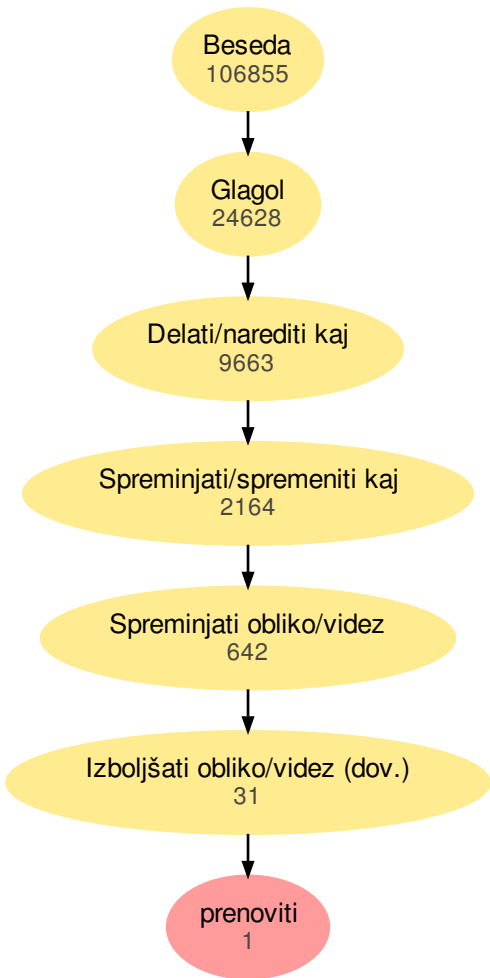 Beseda
106855
Glagol
24628
Delati/narediti kaj
9663
Spreminjati/spremeniti kaj
2164
Spreminjati obliko/videz
642
Izboljšati obliko/videz (dov.)
31
prenoviti
1